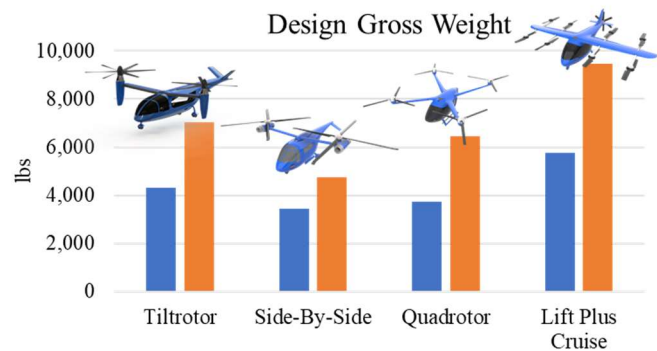 Design Gross Weight
10,000
8,000
6,000
4,000
2,000
0
lbs
Tiltrotor
Side-By-Side
Quadrotor
Lift Plus
Cruise